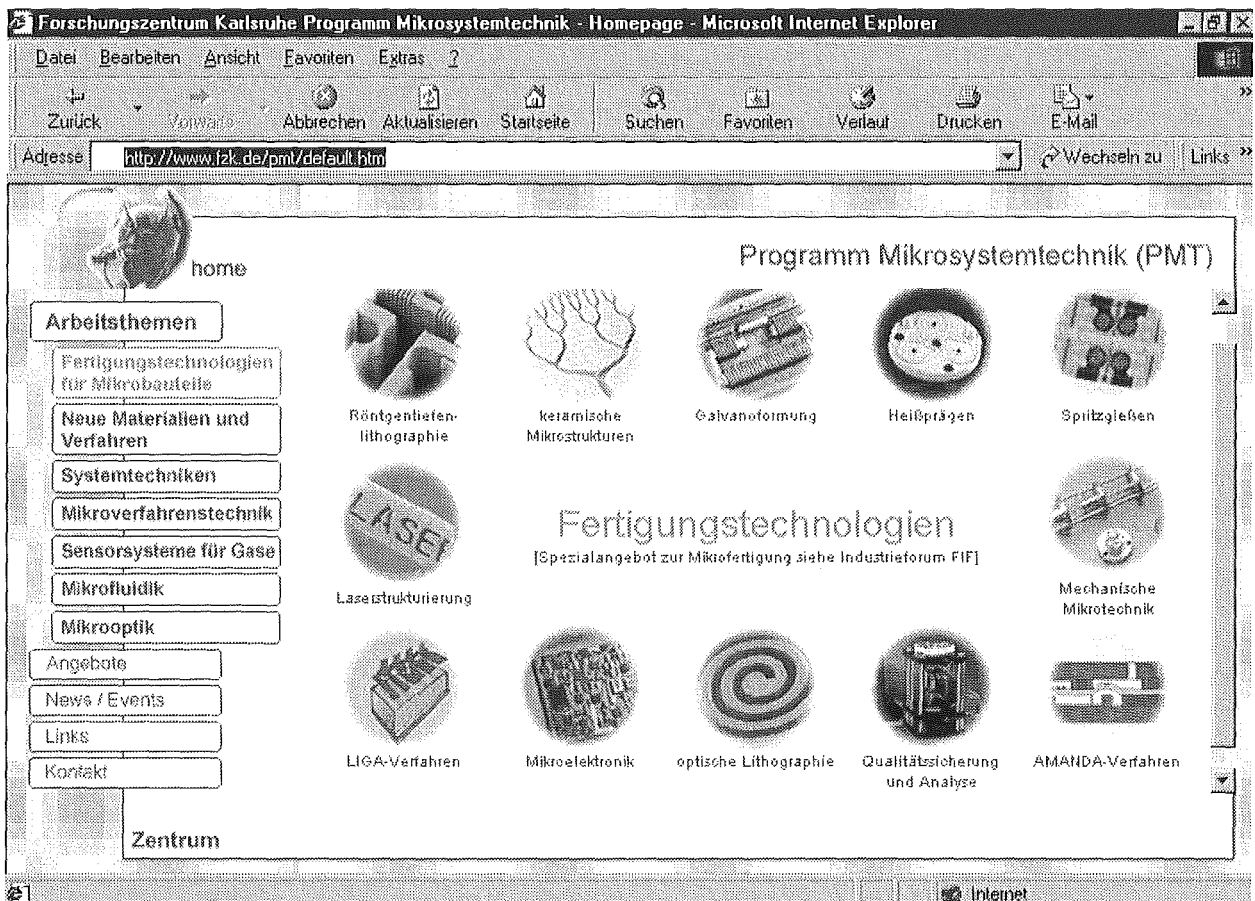 Forschungszentrum Karlsruhe Programm Mikrosystemtechnik - Homepage - Microsoft Internet Explorer
Datei Bearbeiten Ansicht Favoriten Extras ?
Zurück Vorwärts Abbrechen Aktualisieren Startseite Suchen Favoriten Verlauf Drucken E-Mail
Adresse http://www.fzk.de/pmt/default.htm Wechseln zu Links
home
Programm Mikrosystemtechnik (PMT)
Arbeitsthemen
Fertigungstechnologien
für Mikrobauteile
Neue Materialien und
Verfahren
Systemtechniken
Mikroverfahrenstechnik
Sensorsysteme für Gase
Mikrofluidik
Mikrooptik
Angebote
News / Events
Links
Kontakt
Zentrum
Röntgentiefen-
lithographie
keramische
Mikrostrukturen
Galvanoformung
Heißprägen
Spritzgießen
LASER
Laserstrukturierung
Fertigungstechnologien
[Spezialangebot zur Mikrofertigung siehe Industrieforum FIF]
Mechanische
Mikrotechnik
LIGA-Verfahren
Mikroelektronik
optische Lithographie
Qualitätssicherung
und Analyse
AMANDA-Verfahren
Internet